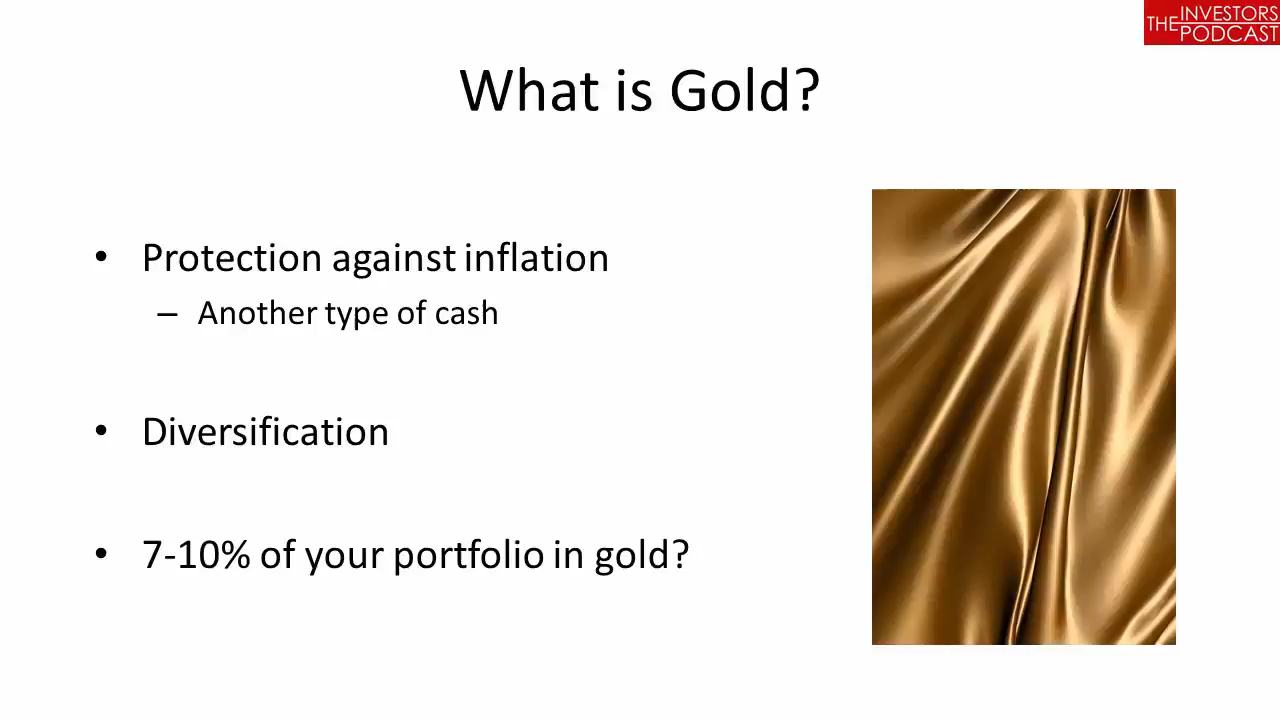 THE INVESTORS
PODCAST
What is Gold?
• Protection against inflation
– Another type of cash
• Diversification
• 7-10% of your portfolio in gold?